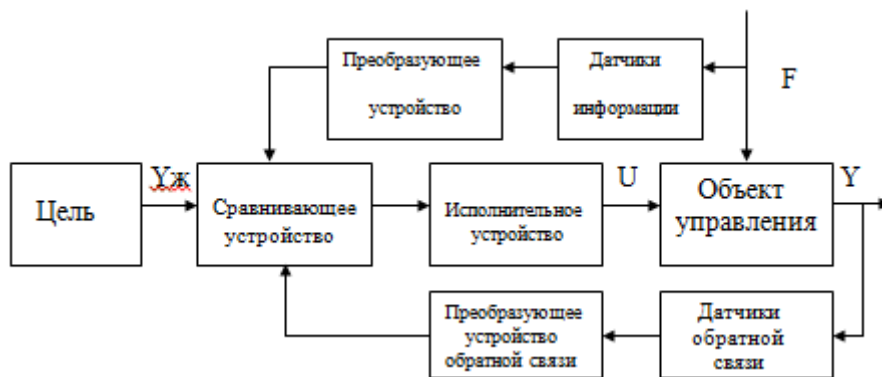 Преобразующее
устройство
Датчики
информации
F
Цель
Yж
Сравнивающее
устройство
Исполнительное
устройство
U
Объект
управления
Y
Преобразующее
устройство
обратной связи
Датчики
обратной
связи